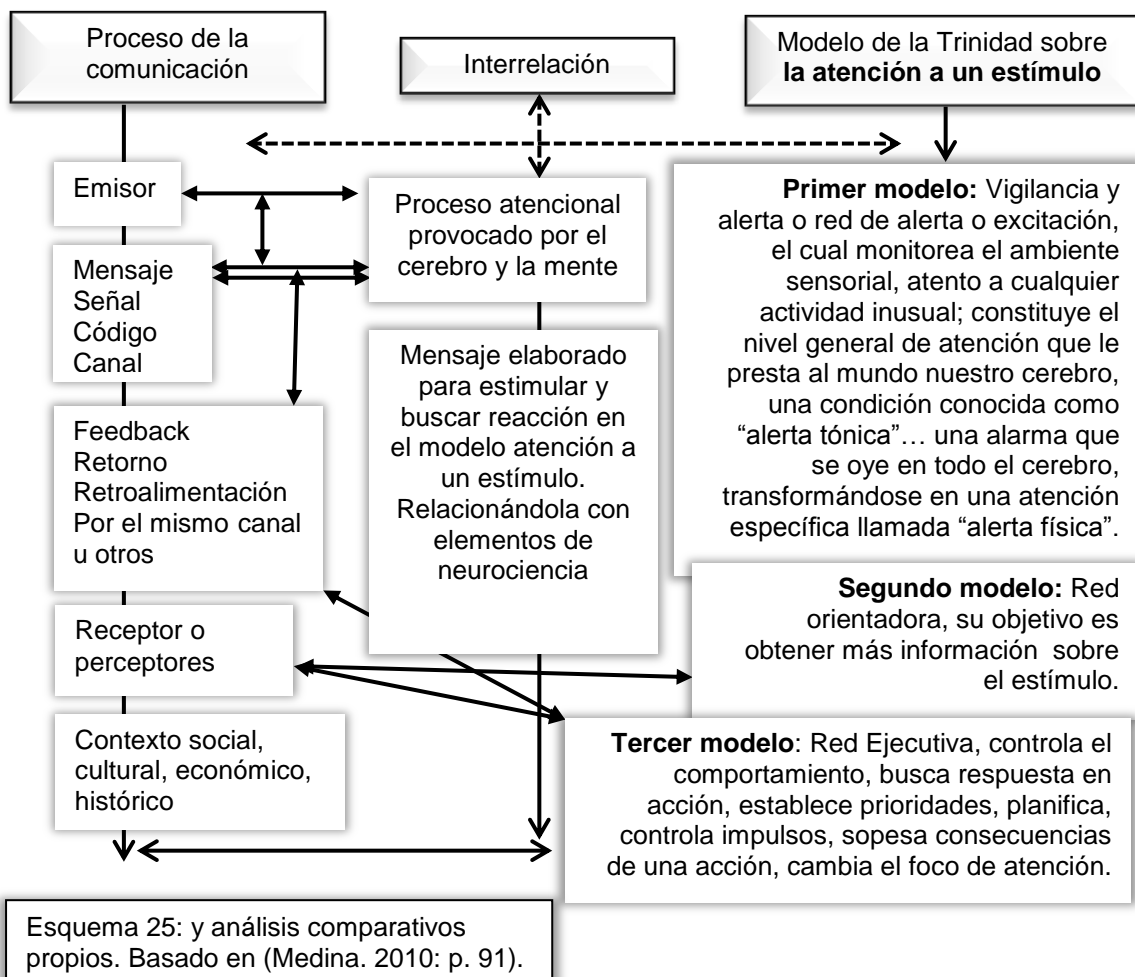 Proceso de la
comunicación
Interrelación
Modelo de la Trinidad sobre
la atención a un estímulo
Emisor
Mensaje
Señal
Código
Canal
Feedback
Retorno
Retroalimentación
Por el mismo canal
u otros
Receptor o
perceptores
Contexto social,
cultural, económico,
histórico
Proceso atencional
provocado por el
cerebro y la mente
Mensaje elaborado
para estimular y
buscar reacción en
el modelo atención a
un estímulo.
Relacionándola con
elementos de
neurociencia
Primer modelo: Vigilancia y
alerta o red de alerta o excitación,
el cual monitorea el ambiente
sensorial, atento a cualquier
actividad inusual; constituye el
nivel general de atención que le
presta al mundo nuestro cerebro,
una condición conocida como
“alerta tónica”… una alarma que
se oye en todo el cerebro,
transformándose en una atención
específica llamada “alerta física”.
Segundo modelo: Red
orientadora, su objetivo es
obtener más información sobre
el estímulo.
Tercer modelo: Red Ejecutiva, controla el
comportamiento, busca respuesta en
acción, establece prioridades, planifica,
controla impulsos, sopesa consecuencias
de una acción, cambia el foco de atención.
Esquema 25: y análisis comparativos
propios. Basado en (Medina. 2010: p. 91).